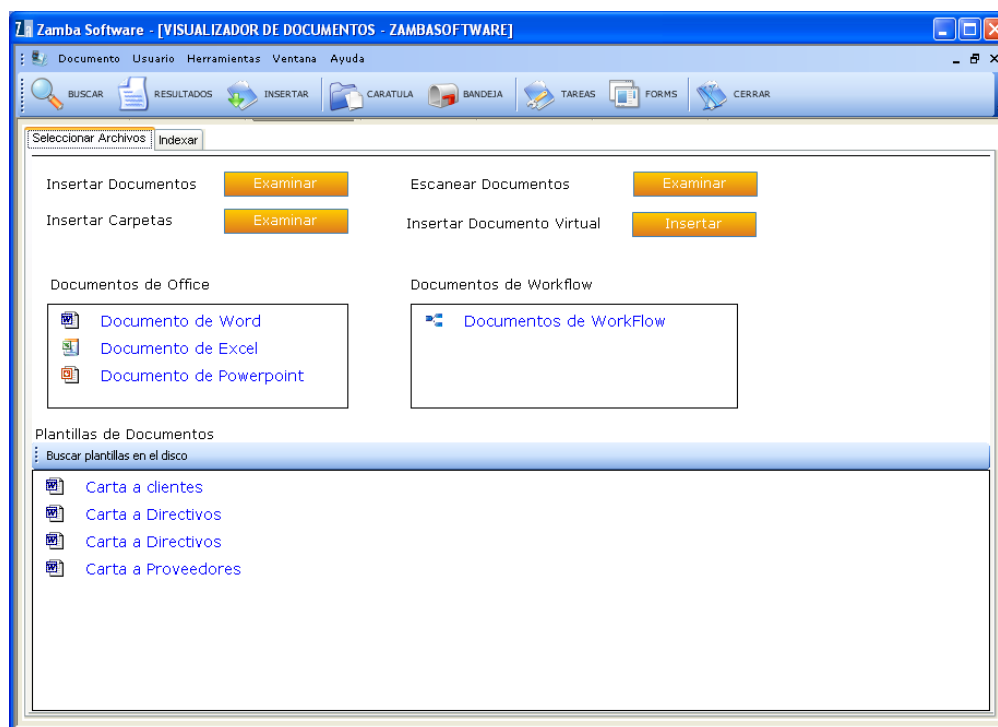 Zamba Software - [VISUALIZADOR DE DOCUMENTOS - ZAMBASOFTWARE]
Documento Usuario Herramientas Ventana Ayuda
BUSCAR RESULTADOS INSERTAR CARATULA BANDEJA TAREAS FORMS CERRAR
Seleccionar Archivos Indexar
Insertar Documentos Examinar Escanear Documentos Examinar
Insertar Carpetas Examinar Insertar Documento Virtual Insertar
Documentos de Office Documentos de Workflow
Documento de Word Documentos de WorkFlow
Documento de Excel
Documento de Powerpoint
Plantillas de Documentos
Buscar plantillas en el disco
Carta a clientes
Carta a Directivos
Carta a Directivos
Carta a Proveedores